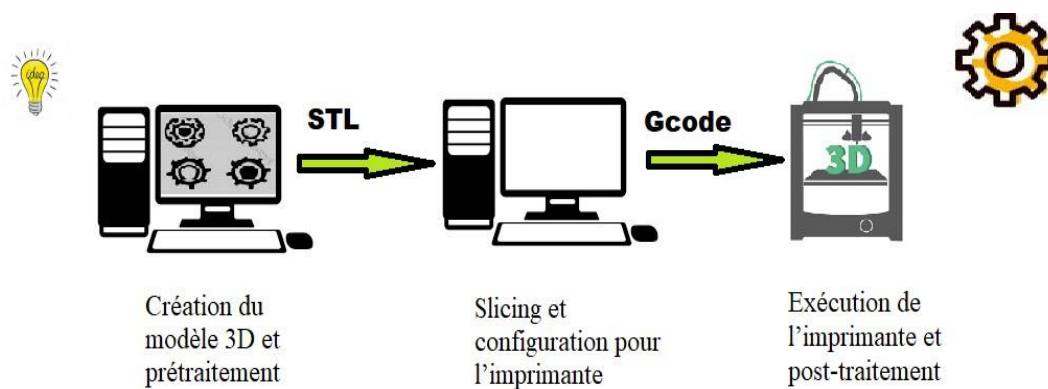 idea
STL
Gcode
3D
Création du
modèle 3D et
prétraitement
Slicing et
configuration pour
l’imprimante
Exécution de
l’imprimante et
post-traitement